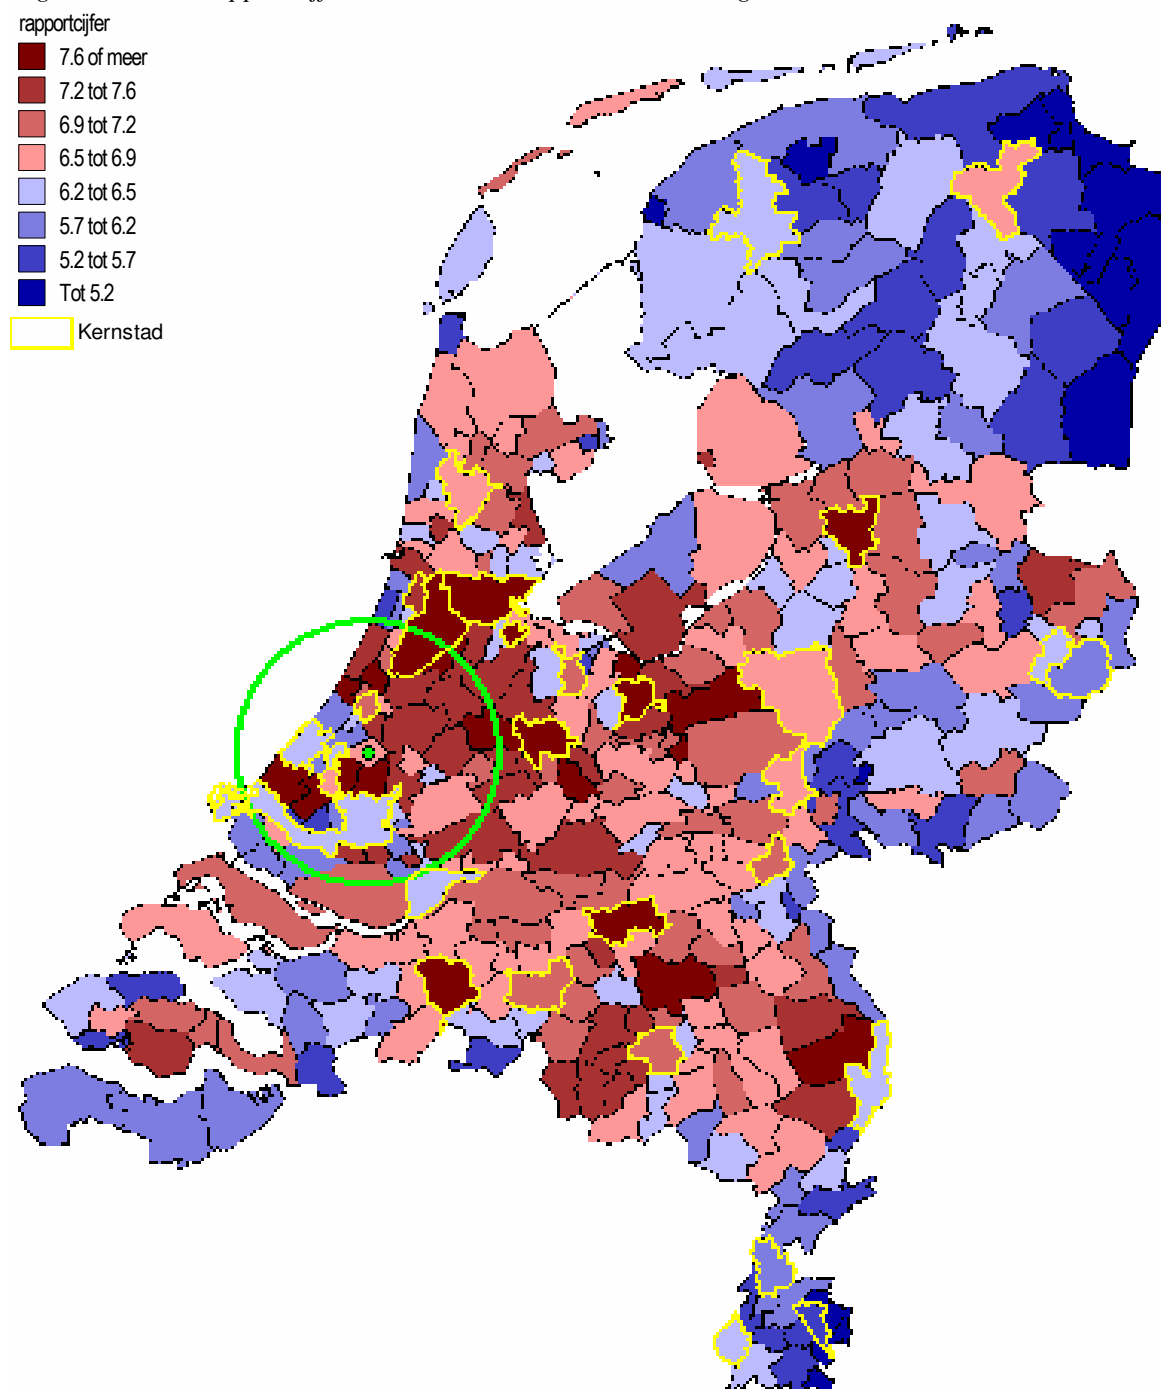 rapportcijfer
7.6 of meer
7.2 tot 7.6
6.9 tot 7.2
6.5 tot 6.9
6.2 tot 6.5
5.7 tot 6.2
5.2 tot 5.7
Tot 5.2
Kernstad